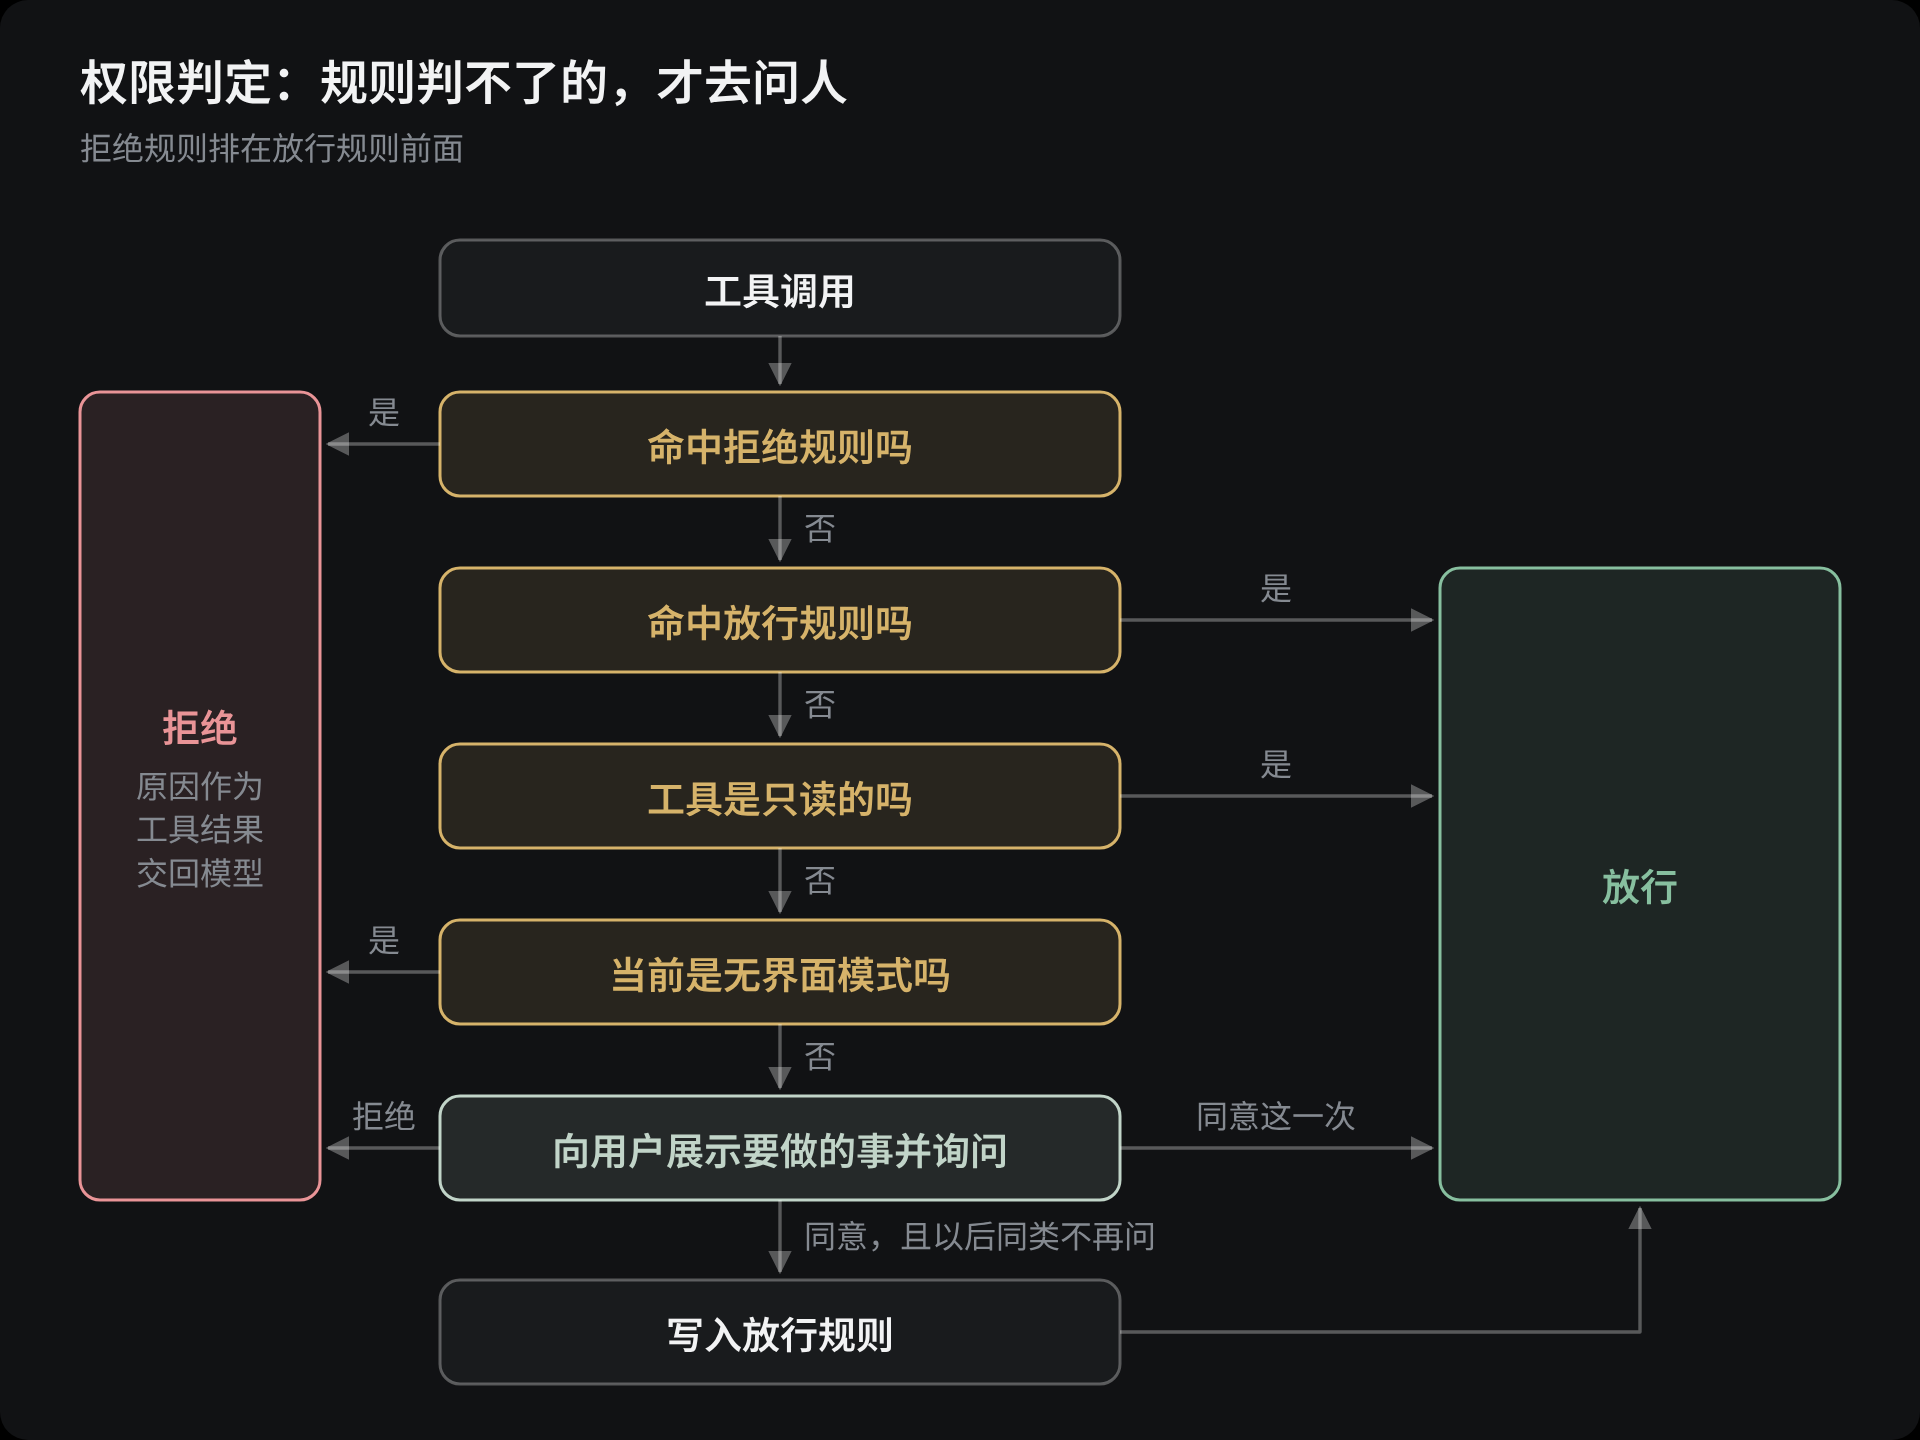 权限判定：规则判不了的，才去问人
拒绝规则排在放行规则前面
工具调用
是
命中拒绝规则吗
否
命中放行规则吗
是
否
工具是只读的吗
是
否
当前是无界面模式吗
是
否
拒绝
原因作为
工具结果
交回模型
放行
拒绝
向用户展示要做的事并询问
同意这一次
同意，且以后同类不再问
写入放行规则